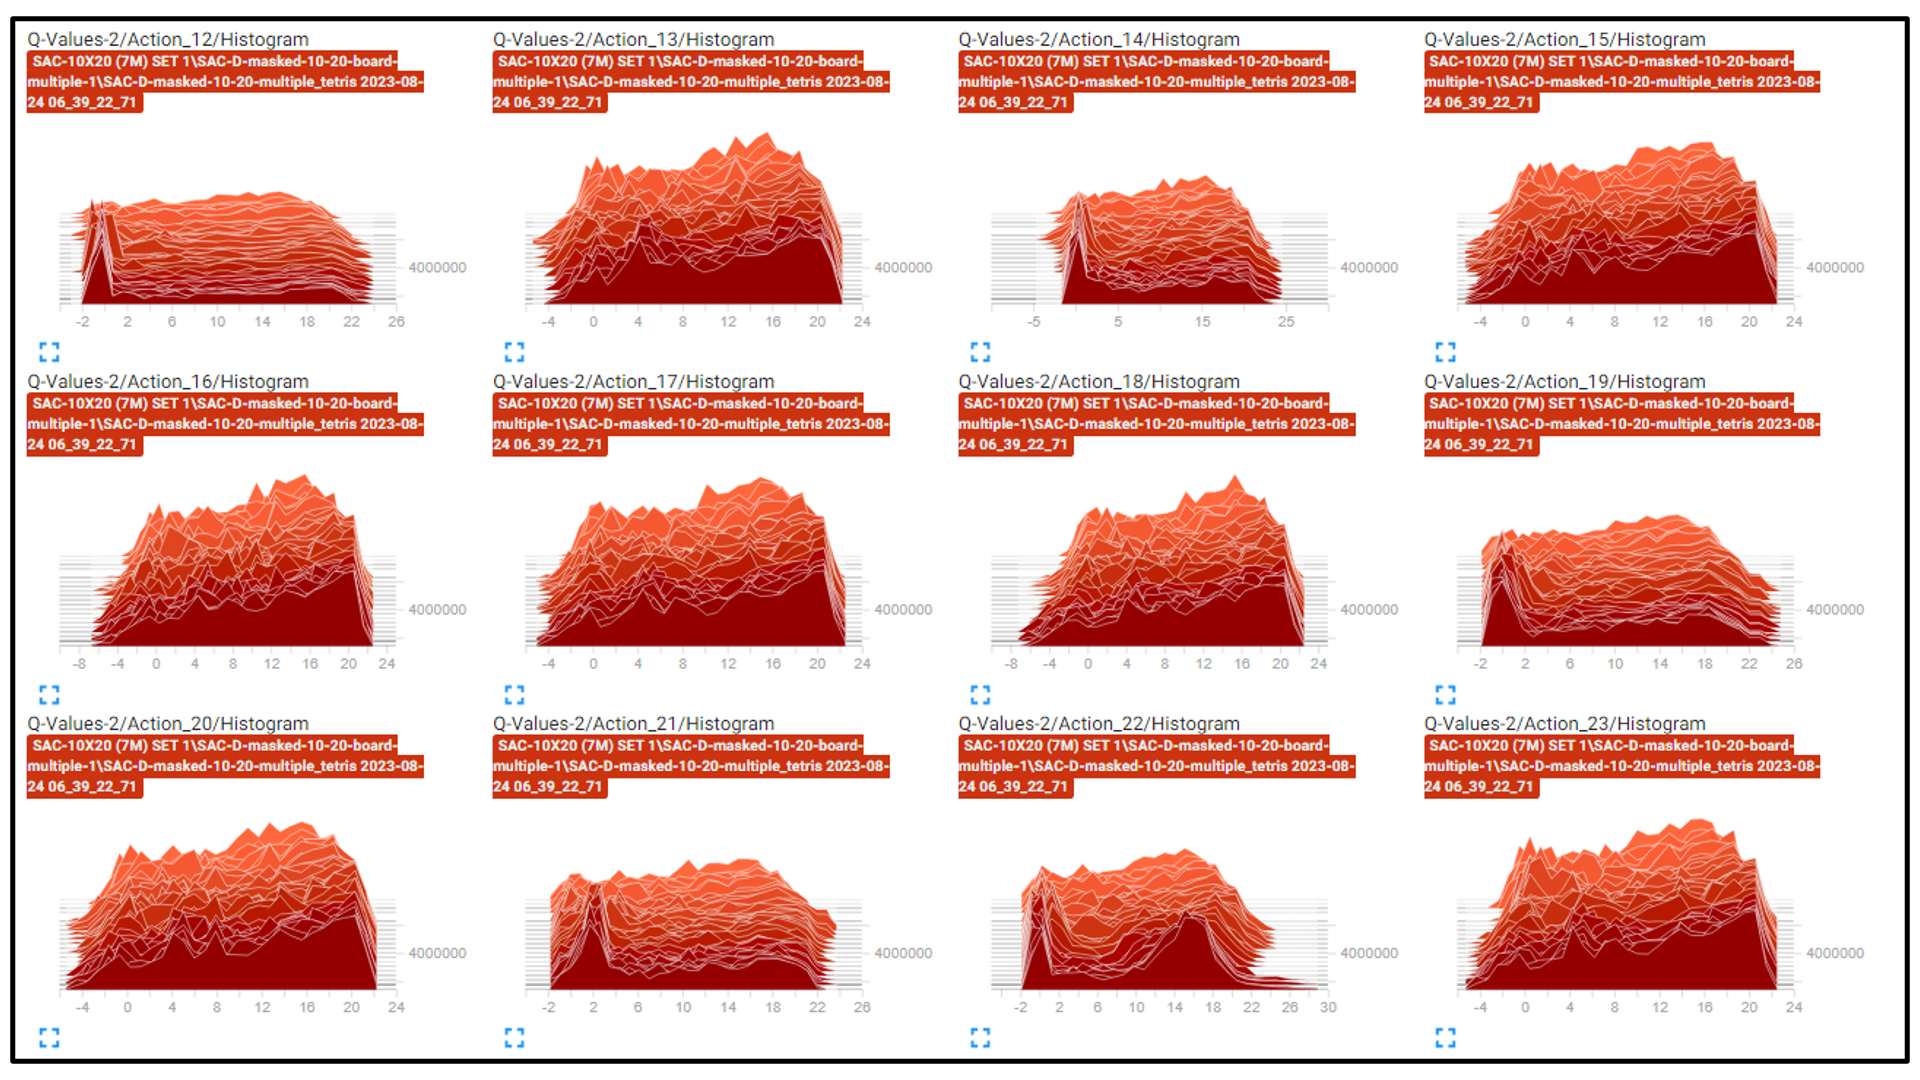 Q-Values-2/Action_12/Histogram
SAC-10X20 (7M) SET 1\SAC-D-masked-10-20-board-
multiple-1\SAC-D-masked-10-20-multiple_tetris 2023-08-
24 06_39_22_71
4000000
-2 2 6 10 14 18 22 26
Q-Values-2/Action_13/Histogram
SAC-10X20 (7M) SET 1\SAC-D-masked-10-20-board-
multiple-1\SAC-D-masked-10-20-multiple_tetris 2023-08-
24 06_39_22_71
4000000
-4 0 4 8 12 16 20 24
Q-Values-2/Action_14/Histogram
SAC-10X20 (7M) SET 1\SAC-D-masked-10-20-board-
multiple-1\SAC-D-masked-10-20-multiple_tetris 2023-08-
24 06_39_22_71
4000000
-5 5 15 25
Q-Values-2/Action_15/Histogram
SAC-10X20 (7M) SET 1\SAC-D-masked-10-20-board-
multiple-1\SAC-D-masked-10-20-multiple_tetris 2023-08-
24 06_39_22_71
4000000
-4 0 4 8 12 16 20 24
Q-Values-2/Action_16/Histogram
SAC-10X20 (7M) SET 1\SAC-D-masked-10-20-board-
multiple-1\SAC-D-masked-10-20-multiple_tetris 2023-08-
24 06_39_22_71
4000000
-8 -4 0 4 8 12 16 20 24
Q-Values-2/Action_17/Histogram
SAC-10X20 (7M) SET 1\SAC-D-masked-10-20-board-
multiple-1\SAC-D-masked-10-20-multiple_tetris 2023-08-
24 06_39_22_71
4000000
-4 0 4 8 12 16 20 24
Q-Values-2/Action_18/Histogram
SAC-10X20 (7M) SET 1\SAC-D-masked-10-20-board-
multiple-1\SAC-D-masked-10-20-multiple_tetris 2023-08-
24 06_39_22_71
4000000
-8 -4 0 4 8 12 16 20 24
Q-Values-2/Action_19/Histogram
SAC-10X20 (7M) SET 1\SAC-D-masked-10-20-board-
multiple-1\SAC-D-masked-10-20-multiple_tetris 2023-08-
24 06_39_22_71
4000000
-2 2 6 10 14 18 22 26
Q-Values-2/Action_20/Histogram
SAC-10X20 (7M) SET 1\SAC-D-masked-10-20-board-
multiple-1\SAC-D-masked-10-20-multiple_tetris 2023-08-
24 06_39_22_71
4000000
-4 0 4 8 12 16 20 24
Q-Values-2/Action_21/Histogram
SAC-10X20 (7M) SET 1\SAC-D-masked-10-20-board-
multiple-1\SAC-D-masked-10-20-multiple_tetris 2023-08-
24 06_39_22_71
4000000
-2 2 6 10 14 18 22 26
Q-Values-2/Action_22/Histogram
SAC-10X20 (7M) SET 1\SAC-D-masked-10-20-board-
multiple-1\SAC-D-masked-10-20-multiple_tetris 2023-08-
24 06_39_22_71
4000000
-2 2 6 10 14 18 22 26 30
Q-Values-2/Action_23/Histogram
SAC-10X20 (7M) SET 1\SAC-D-masked-10-20-board-
multiple-1\SAC-D-masked-10-20-multiple_tetris 2023-08-
24 06_39_22_71
4000000
-4 0 4 8 12 16 20 24